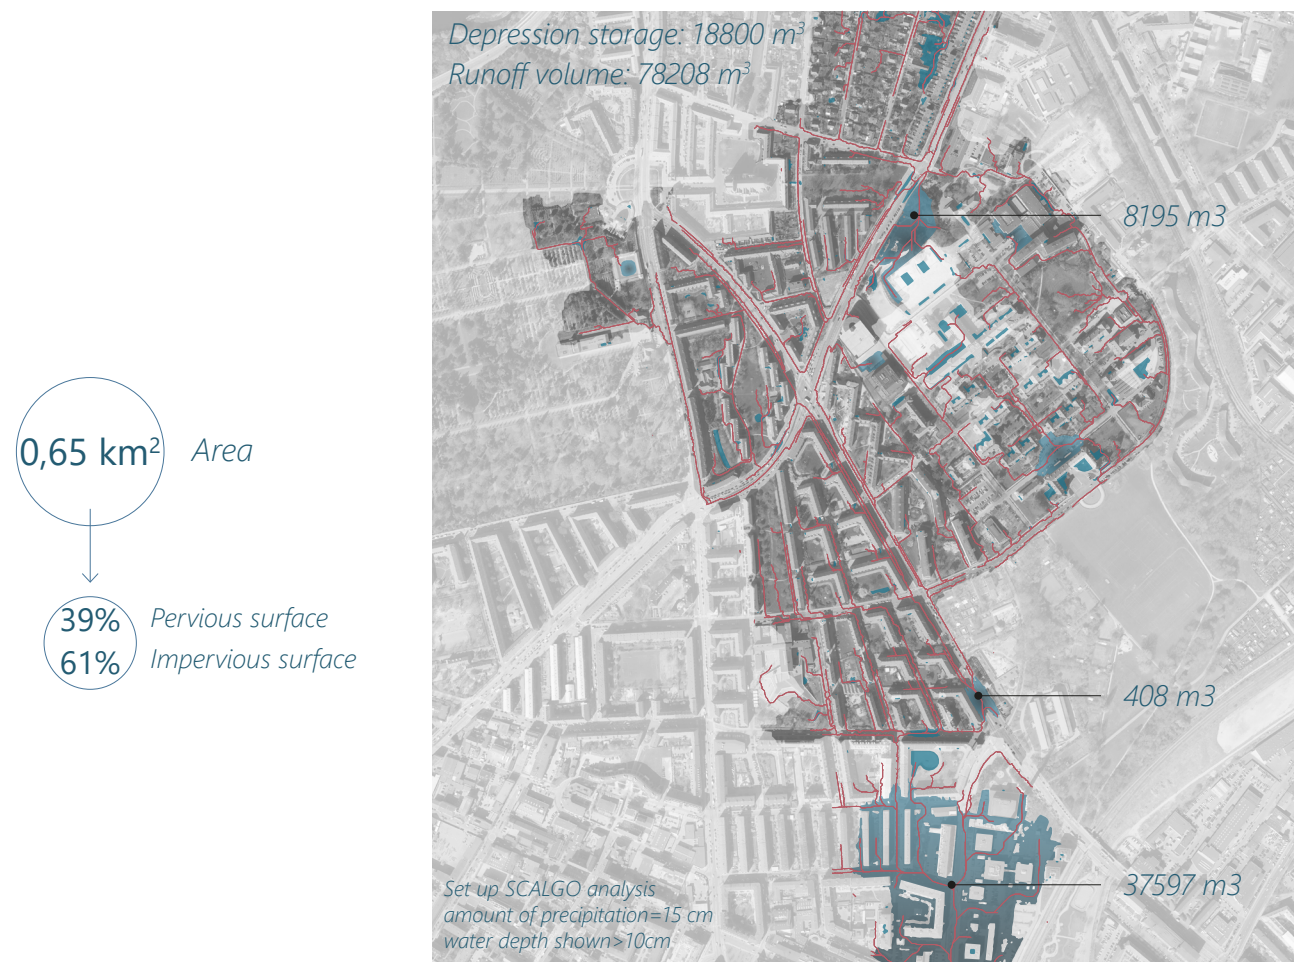 Depression storage: 18800 m³
Runoff volume: 78208 m³
8195 m3
0,65 km²
Area
39%
Pervious surface
61%
Impervious surface
408 m3
37597 m3
Set up SCALGO analysis
amount of precipitation=15 cm
water depth shown>10cm